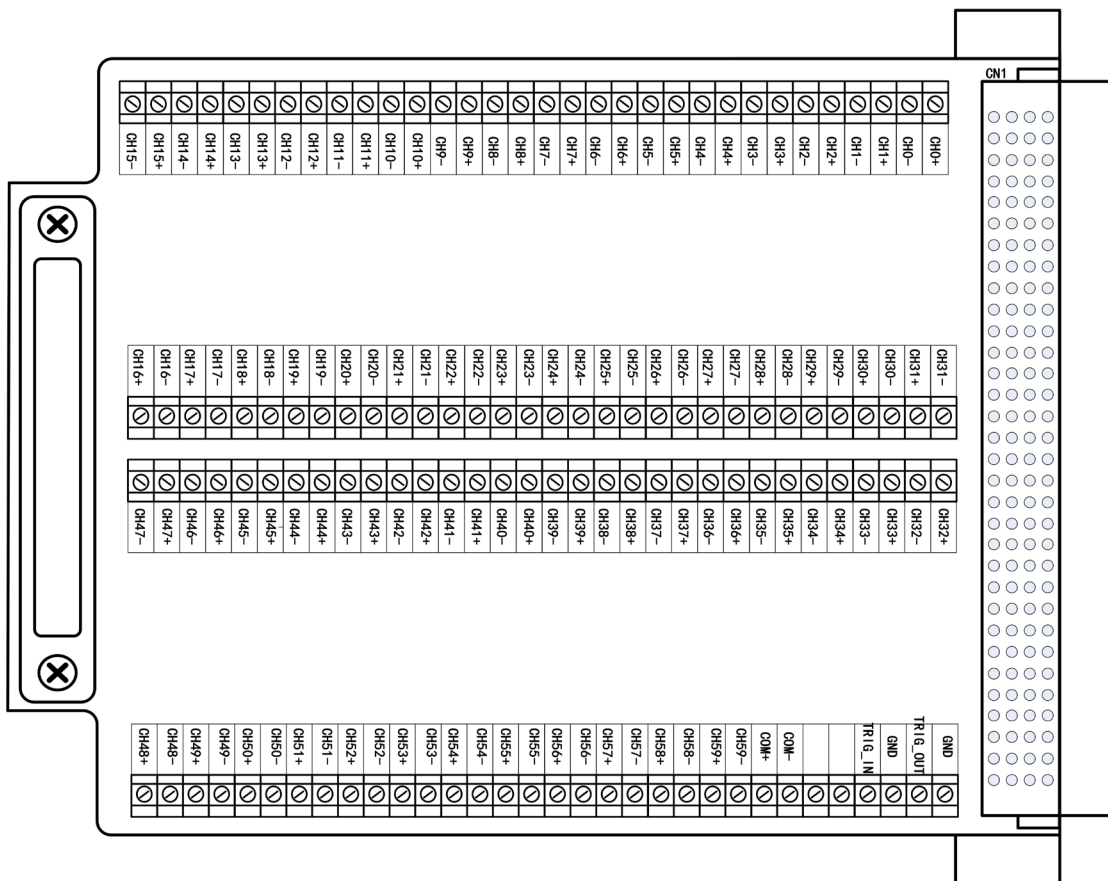 CN1
CH15- CH15+ CH14- CH14+ CH13- CH13+ CH12- CH12+ CH11- CH11+ CH10- CH10+ CH9- CH9+ CH8- CH8+ CH7- CH7+ CH6- CH6+ CH5- CH5+ CH4- CH4+ CH3- CH3+ CH2- CH2+ CH1- CH1+ CH0- CH0+
CH16+ CH16- CH17+ CH17- CH18+ CH18- CH19+ CH19- CH20+ CH20- CH21+ CH21- CH22+ CH22- CH23+ CH23- CH24+ CH24- CH25+ CH25- CH26+ CH26- CH27+ CH27- CH28+ CH28- CH29+ CH29- CH30+ CH30- CH31+ CH31-
CH47- CH47+ CH46- CH46+ CH45- CH45+ CH44- CH44+ CH43- CH43+ CH42- CH42+ CH41- CH41+ CH40- CH40+ CH39- CH39+ CH38- CH38+ CH37- CH37+ CH36- CH36+ CH35- CH35+ CH34- CH34+ CH33- CH33+ CH32- CH32+
CH48+ CH48- CH49+ CH49- CH50+ CH50- CH51+ CH51- CH52+ CH52- CH53+ CH53- CH54+ CH54- CH55+ CH55- CH56+ CH56- CH57+ CH57- CH58+ CH58- CH59+ CH59- COM+ COM- TRIG_IN GND TRIG_OUT GND